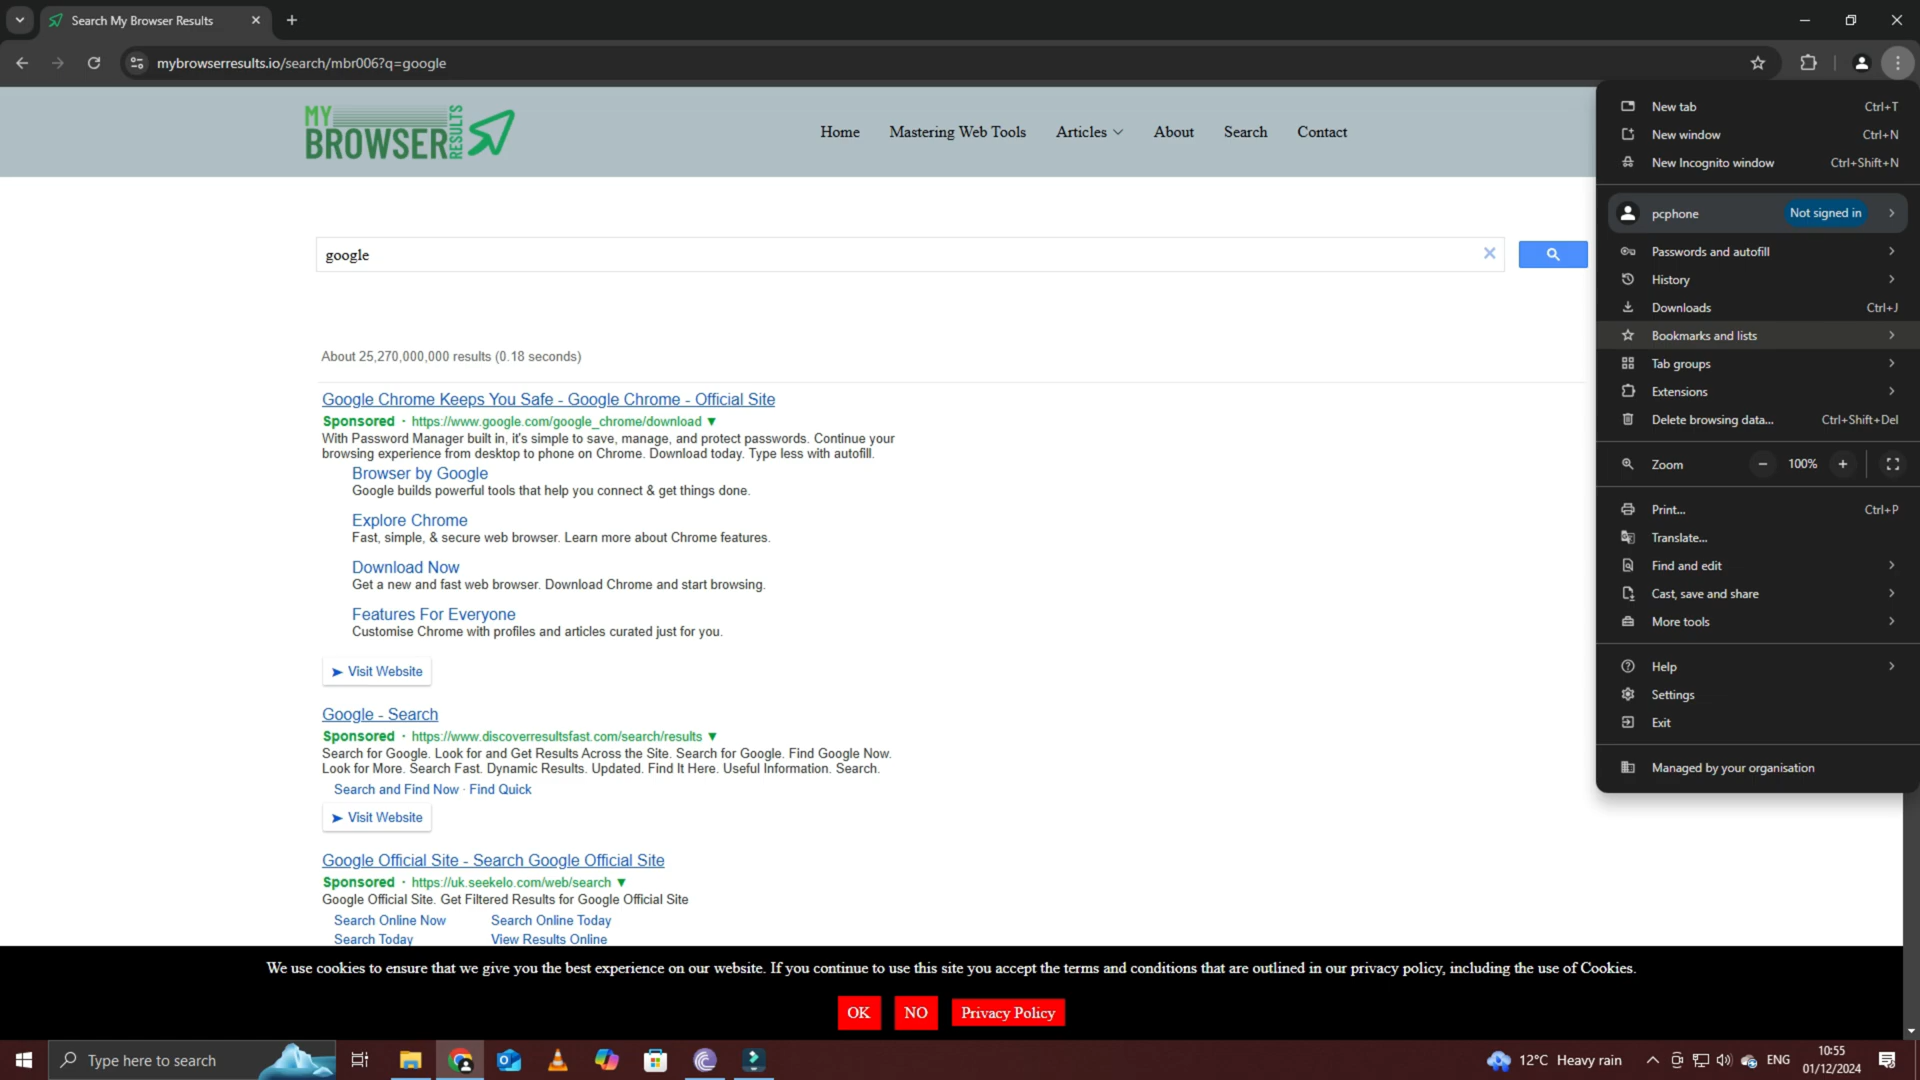 Search My Browser Results
mybrowserresults.io/search/mbr006?q=google
MY
BROWSER
RESULTS
Home
Mastering Web Tools
Articles
About
Search
Contact
google
About 25,270,000,000 results (0.18 seconds)
Google Chrome Keeps You Safe - Google Chrome - Official Site
Sponsored · https://www.google.com/google_chrome/download ▼
With Password Manager built in, it's simple to save, manage, and protect passwords. Continue your
browsing experience from desktop to phone on Chrome. Download today. Type less with autofill.
Browser by Google
Google builds powerful tools that help you connect & get things done.
Explore Chrome
Fast, simple, & secure web browser. Learn more about Chrome features.
Download Now
Get a new and fast web browser. Download Chrome and start browsing.
Features For Everyone
Customise Chrome with profiles and articles curated just for you.
➤ Visit Website
Google - Search
Sponsored · https://www.discoverresultsfast.com/search/results ▼
Search for Google. Look for and Get Results Across the Site. Search for Google. Find Google Now.
Look for More. Search Fast. Dynamic Results. Updated. Find It Here. Useful Information. Search.
Search and Find Now · Find Quick
➤ Visit Website
Google Official Site - Search Google Official Site
Sponsored · https://uk.seekelo.com/web/search ▼
Google Official Site. Get Filtered Results for Google Official Site
Search Online Now Search Online Today
Search Today View Results Online
New tab Ctrl+T
New window Ctrl+N
New Incognito window Ctrl+Shift+N
pcphone Not signed in
Passwords and autofill
History
Downloads Ctrl+J
Bookmarks and lists
Tab groups
Extensions
Delete browsing data... Ctrl+Shift+Del
Zoom − 100% +
Print... Ctrl+P
Translate...
Find and edit
Cast, save and share
More tools
Help
Settings
Exit
Managed by your organisation
We use cookies to ensure that we give you the best experience on our website. If you continue to use this site you accept the terms and conditions that are outlined in our privacy policy, including the use of Cookies.
OK NO Privacy Policy
Type here to search
12°C Heavy rain
ENG
10:55
01/12/2024